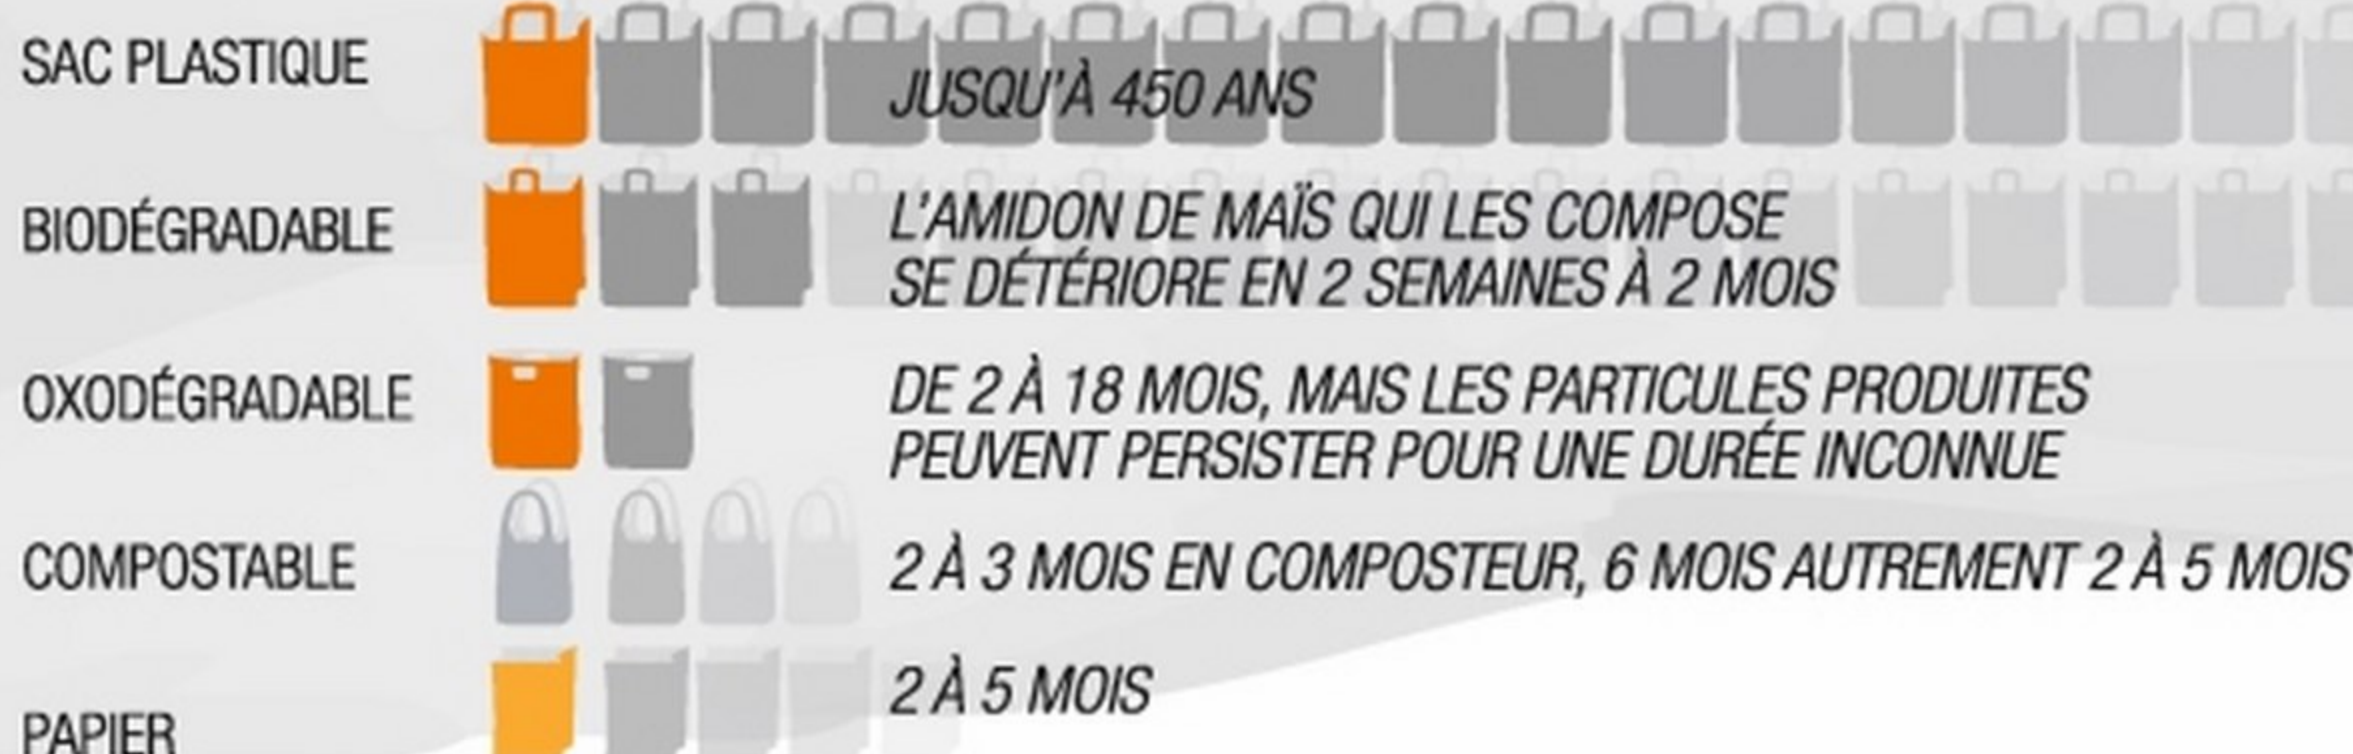 SAC PLASTIQUE
JUSQU'À 450 ANS
BIODÉGRADABLE
L'AMIDON DE MAÏS QUI LES COMPOSE
SE DÉTÉRIORE EN 2 SEMAINES À 2 MOIS
OXODÉGRADABLE
DE 2 À 18 MOIS, MAIS LES PARTICULES PRODUITES
PEUVENT PERSISTER POUR UNE DURÉE INCONNUE
COMPOSTABLE
2 À 3 MOIS EN COMPOSTEUR, 6 MOIS AUTREMENT 2 À 5 MOIS
PAPIER
2 À 5 MOIS